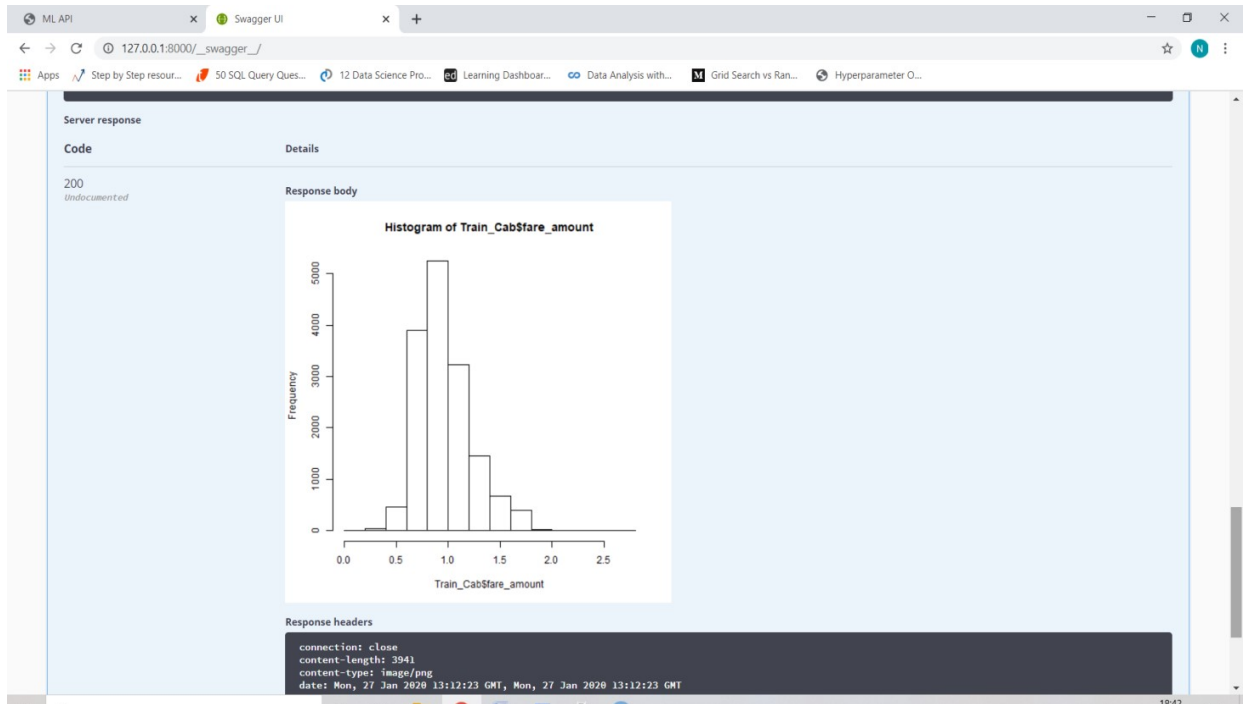 ML API
Swagger UI
127.0.0.1:8000/__swagger__/
N
Apps Step by Step resour... 50 SQL Query Ques... 12 Data Science Pro... ed Learning Dashboar... Data Analysis with... M Grid Search vs Ran... Hyperparameter O...
Server response
Code Details
200
Undocumented
Response body
Histogram of Train_Cab$fare_amount
Frequency
5000
4000
3000
2000
1000
0
0.0 0.5 1.0 1.5 2.0 2.5
Train_Cab$fare_amount
Response headers
connection: close
content-length: 3941
content-type: image/png
date: Mon, 27 Jan 2020 13:12:23 GMT, Mon, 27 Jan 2020 13:12:23 GMT
18:42